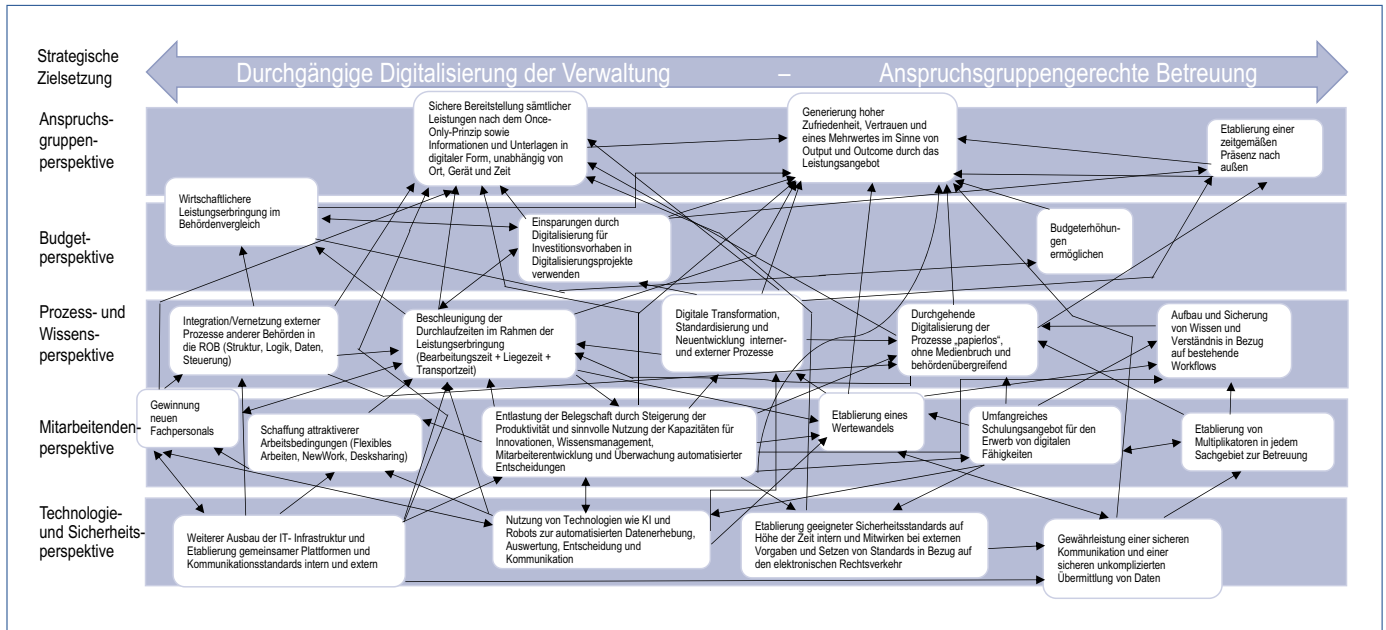 Strategische
Zielsetzung
Durchgängige Digitalisierung der Verwaltung – Anspruchsgruppengerechte Betreuung
Anspruchs-
gruppen-
perspektive
Sichere Bereitstellung sämtlicher
Leistungen nach dem Once-
Only-Prinzip sowie
Informationen und Unterlagen in
digitaler Form, unabhängig von
Ort, Gerät und Zeit
Generierung hoher
Zufriedenheit, Vertrauen und
eines Mehrwertes im Sinne von
Output und Outcome durch das
Leistungsangebot
Etablierung einer
zeitgemäßen
Präsenz nach
außen
Budget-
perspektive
Wirtschaftlichere
Leistungserbringung im
Behördenvergleich
Einsparungen durch
Digitalisierung für
Investitionsvorhaben in
Digitalisierungsprojekte
verwenden
Budgeterhöhun-
gen
ermöglichen
Prozess- und
Wissens-
perspektive
Integration/Vernetzung externer
Prozesse anderer Behörden in
die ROB (Struktur, Logik, Daten,
Steuerung)
Beschleunigung der
Durchlaufzeiten im Rahmen der
Leistungserbringung
(Bearbeitungszeit + Liegezeit +
Transportzeit)
Digitale Transformation,
Standardisierung und
Neuentwicklung interner-
und externer Prozesse
Durchgehende
Digitalisierung der
Prozesse „papierlos“,
ohne Medienbruch und
behördenübergreifend
Aufbau und Sicherung
von Wissen und
Verständnis in Bezug
auf bestehende
Workflows
Mitarbeitenden-
perspektive
Gewinnung
neuen
Fachpersonals
Schaffung attraktiverer
Arbeitsbedingungen (Flexibles
Arbeiten, NewWork, Desksharing)
Entlastung der Belegschaft durch Steigerung der
Produktivität und sinnvolle Nutzung der Kapazitäten für
Innovationen, Wissensmanagement,
Mitarbeiterentwicklung und Überwachung automatisierter
Entscheidungen
Etablierung eines
Wertewandels
Umfangreiches
Schulungsangebot für den
Erwerb von digitalen
Fähigkeiten
Etablierung von
Multiplikatoren in jedem
Sachgebiet zur Betreuung
Technologie-
und Sicherheits-
perspektive
Weiterer Ausbau der IT- Infrastruktur und
Etablierung gemeinsamer Plattformen und
Kommunikationsstandards intern und extern
Nutzung von Technologien wie KI und
Robots zur automatisierten Datenerhebung,
Auswertung, Entscheidung und
Kommunikation
Etablierung geeigneter Sicherheitsstandards auf
Höhe der Zeit intern und Mitwirken bei externen
Vorgaben und Setzen von Standards in Bezug auf
den elektronischen Rechtsverkehr
Gewährleistung einer sicheren
Kommunikation und einer
sicheren unkomplizierten
Übermittlung von Daten